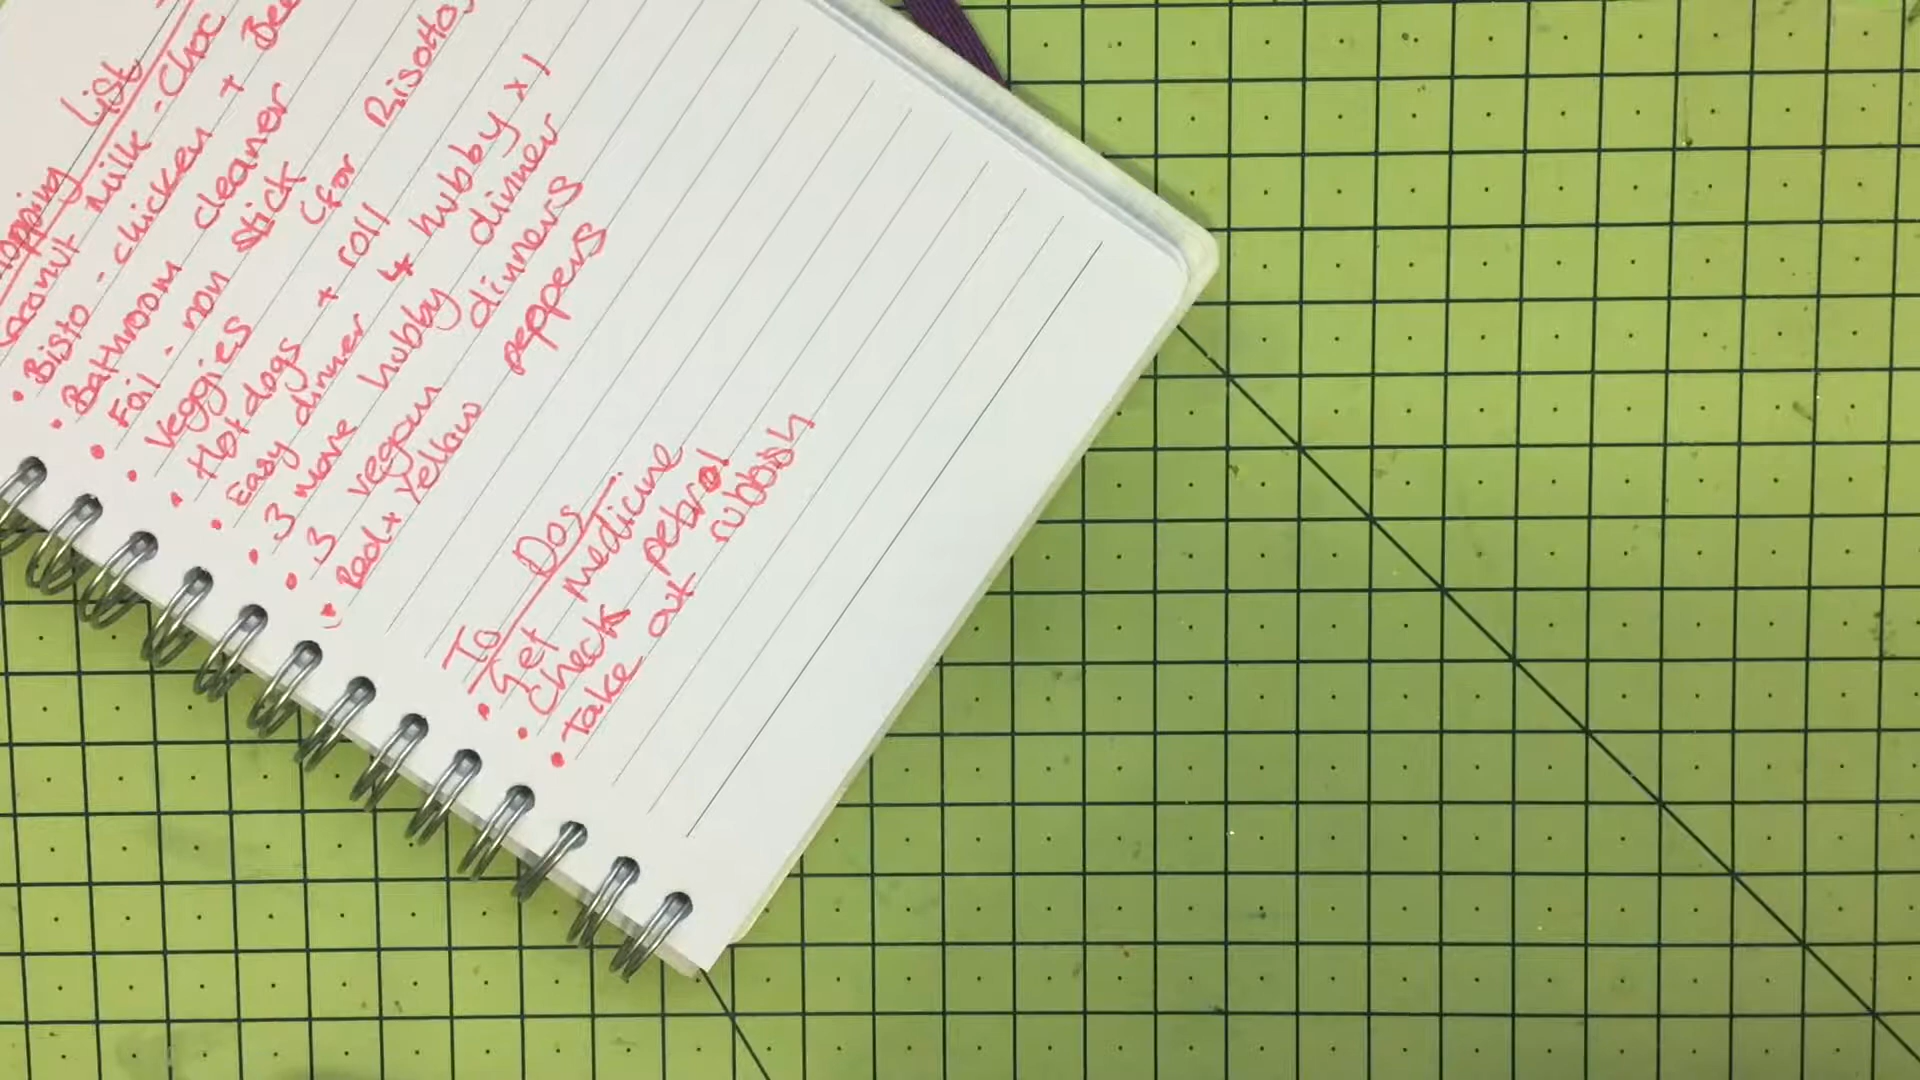 Shopping List
Coconut milk - choc
• Bisto - chicken + Bee
• Bathroom cleaner
• Foil - non stick
• Veggies (for Risotto
• Hotdogs + roll
• Easy dinner 4 hubby x 1
• 3 more hubby dinner
• 3 vegan dinners
• Red + Yellow peppers
To Dos
• Get medicine
• Check petrol
• Take out rubbish